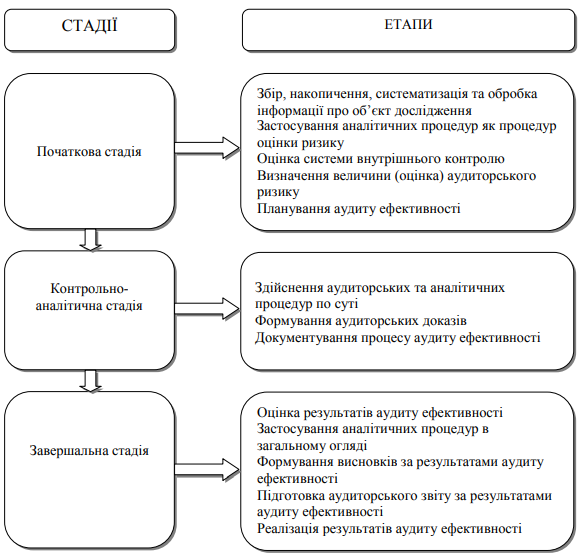 СТАДІЇ
ЕТАПИ
Початкова стадія
Збір, накопичення, систематизація та обробка
інформації про об’єкт дослідження
Застосування аналітичних процедур як процедур
оцінки ризику
Оцінка системи внутрішнього контролю
Визначення величини (оцінка) аудиторського
ризику
Планування аудиту ефективності
Контрольно-
аналітична стадія
Здійснення аудиторських та аналітичних
процедур по суті
Формування аудиторських доказів
Документування процесу аудиту ефективності
Завершальна стадія
Оцінка результатів аудиту ефективності
Застосування аналітичних процедур в
загальному огляді
Формування висновків за результатами аудиту
ефективності
Підготовка аудиторського звіту за результатами
аудиту ефективності
Реалізація результатів аудиту ефективності